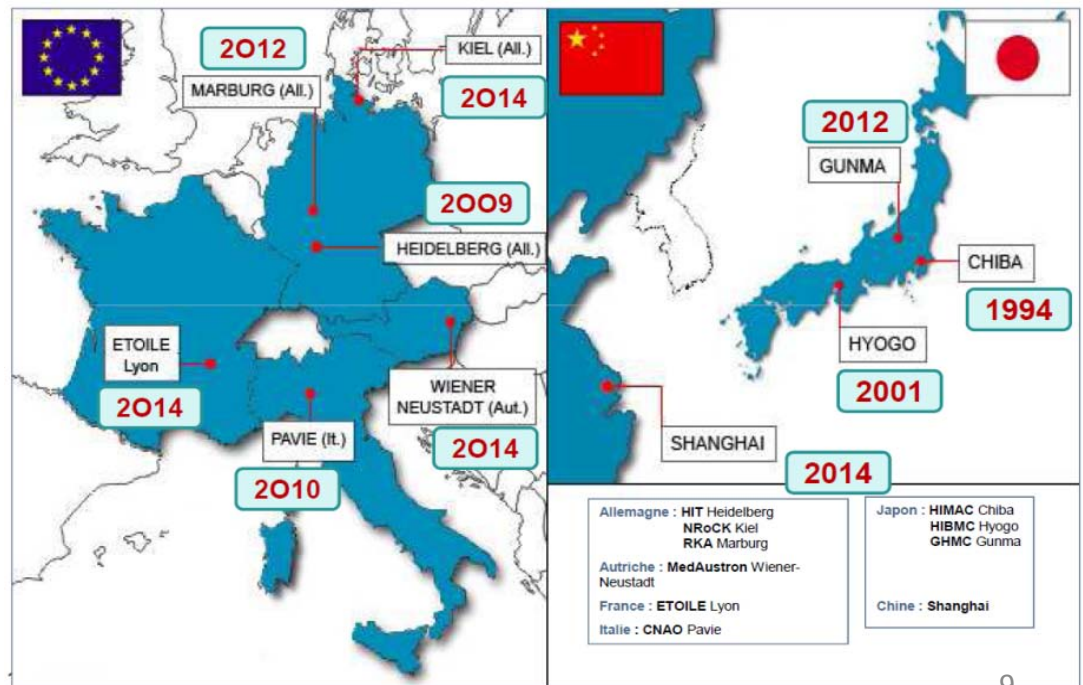 2O12
MARBURG (All.)
KIEL (All.)
2O14
2OO9
HEIDELBERG (All.)
ETOILE
Lyon
2O14
WIENER
NEUSTADT (Aut.)
2O14
PAVIE (It.)
2O10
2012
GUNMA
CHIBA
1994
HYOGO
2001
SHANGHAI
2014
Allemagne : HIT Heidelberg
NRoCK Kiel
RKA Marburg
Autriche : MedAustron Wiener-
Neustadt
France : ETOILE Lyon
Italie : CNAO Pavie
Japon : HIMAC Chiba
HIBMC Hyogo
GHMC Gunma
Chine : Shanghai